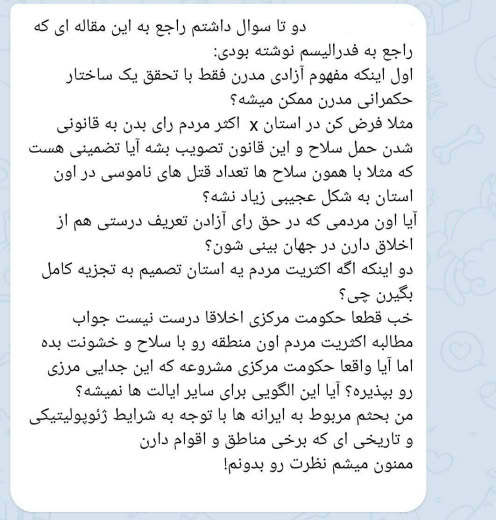 دو تا سوال داشتم راجع به این مقاله ای که
راجع به فدرالیسم نوشته بودی:
اول اینکه مفهوم آزادی مدرن فقط با تحقق یک ساختار
حکمرانی مدرن ممکن میشه؟
مثلا فرض کن در استان x اکثر مردم رای بدن به قانونی
شدن حمل سلاح و این قانون تصویب بشه آیا تضمینی هست
که مثلا با همون سلاح ها تعداد قتل های ناموسی در اون
استان به شکل عجیبی زیاد نشه؟
آیا اون مردمی که در حق رای آزادن تعریف درستی هم از
اخلاق دارن در جهان بینی شون؟
دو اینکه اگه اکثریت مردم یه استان تصمیم به تجزیه کامل
بگیرن چی؟
خب قطعا حکومت مرکزی اخلاقا درست نیست جواب
مطالبه اکثریت مردم اون منطقه رو با سلاح و خشونت بده
اما آیا واقعا حکومت مرکزی مشروعه که این جدایی مرزی
رو بپذیره؟ آیا این الگویی برای سایر ایالت ها نمیشه؟
من بحثم مربوط به ایرانه ها با توجه به شرایط ژئوپولیتیکی
و تاریخی ای که برخی مناطق و اقوام دارن
ممنون میشم نظرت رو بدونم!